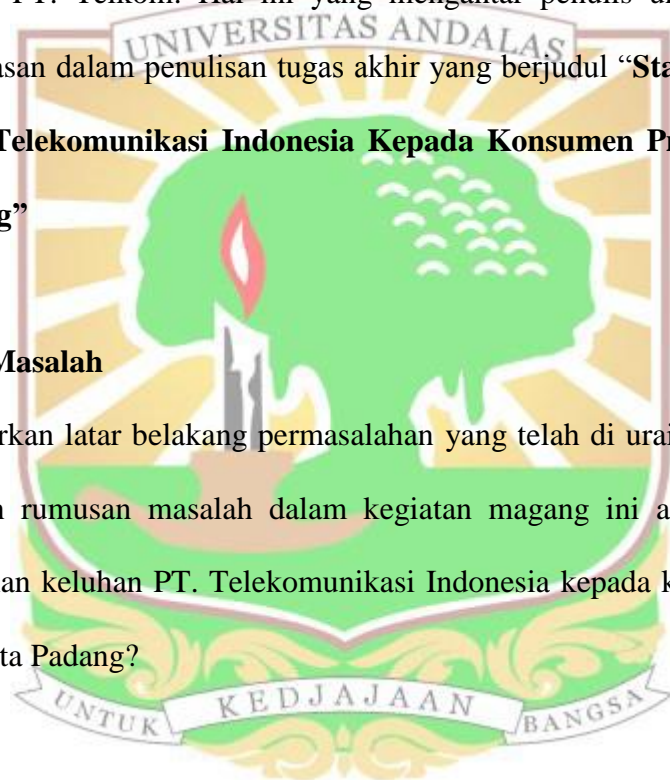 PT. Telkom. Hal ini yang mengantar penulis
UNIVERSITAS ANDALAS
dalam penulisan tugas akhir yang berjudul “Sta
Telekomunikasi Indonesia Kepada Konsumen Pr
g”
Masalah
rkan latar belakang permasalahan yang telah di urai
rumusan masalah dalam kegiatan magang ini a
an keluhan PT. Telekomunikasi Indonesia kepada k
ta Padang?
UNTUK KEDJAJAAN BANGSA